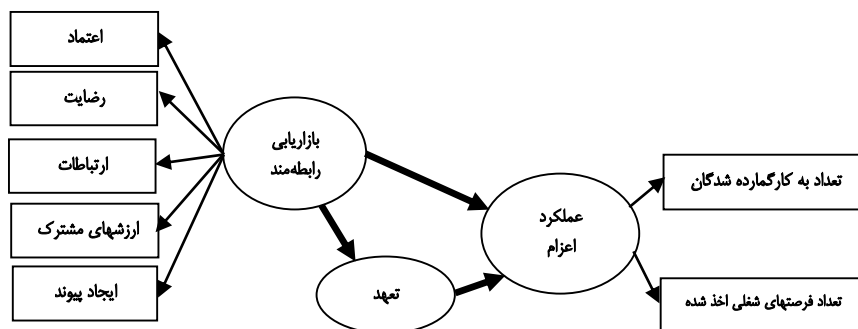 اعتماد
رضایت
ارتباطات
ارزشهای مشترک
ایجاد پیوند
بازاریابی
رابطه‌مند
تعهد
عملکرد
اعزام
تعداد به کارگمارده شدگان
تعداد فرصتهای شغلی اخذ شده